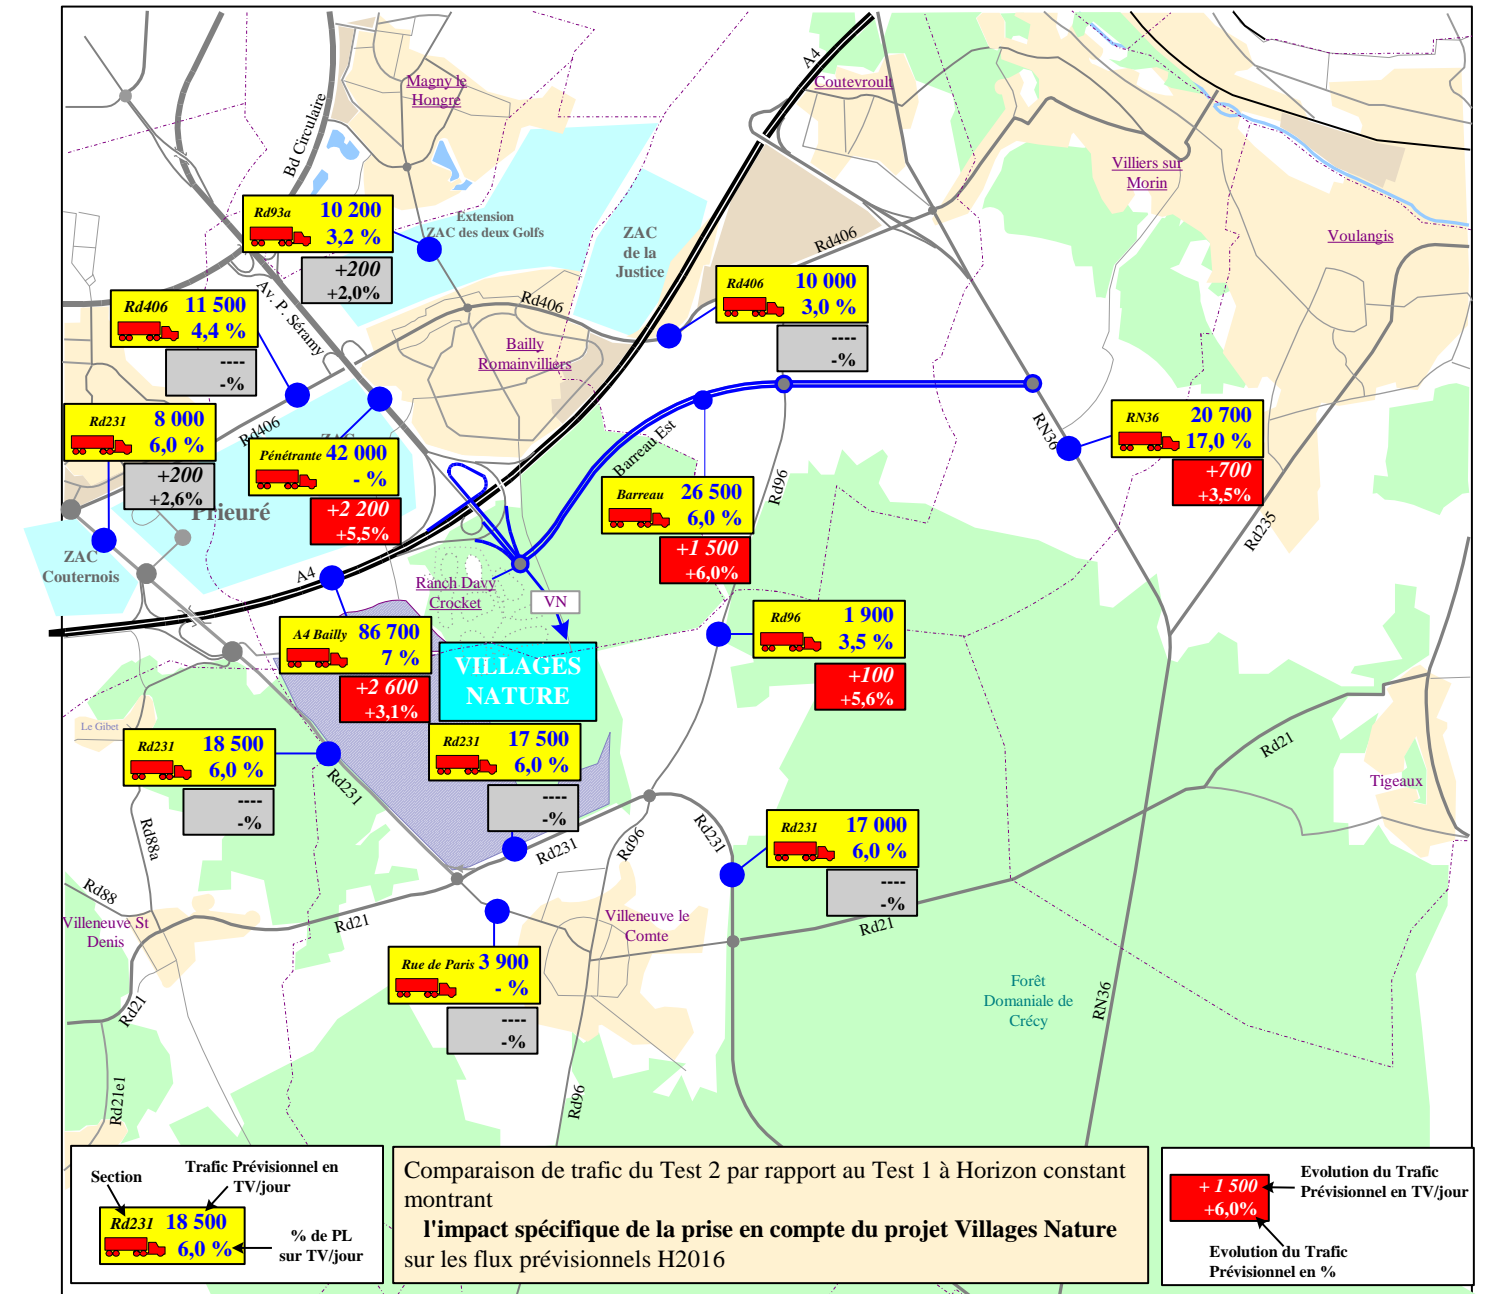 A4
Coutevroult
Magny le
Hongre
Bd Circulaire
Villiers sur
Morin
Voulangis
Rd93a 10 200
3,2 %
+200
+2,0%
Extension
ZAC des deux Golfs
ZAC
de la
Justice
Rd406
Av. P. Séramy
Rd406 11 500
4,4 %
----
-%
Rd406
Rd406 10 000
3,0 %
----
-%
Bailly
Romainvilliers
Rd231 8 000
6,0 %
+200
+2,6%
Rd406
ZAC
Prieuré
Pénétrante 42 000
- %
+2 200
+5,5%
Barreau Est
Rd96
Barreau 26 500
6,0 %
+1 500
+6,0%
RN36
RN36 20 700
17,0 %
+700
+3,5%
Rd235
ZAC
Couternois
A4
Ranch Davy
Crocket
VN
A4 Bailly 86 700
7 %
+2 600
+3,1%
VILLAGES
NATURE
Rd96 1 900
3,5 %
+100
+5,6%
Le Gibet
Rd231 18 500
6,0 %
----
-%
Rd231
Rd231 17 500
6,0 %
----
-%
Rd21
Tigeaux
Rd88a
Rd231
Rd96
Rd231
Rd231 17 000
6,0 %
----
-%
Rd88
Villeneuve St
Denis
Rd21
Villeneuve le
Comte
Rd21
Rue de Paris 3 900
- %
----
-%
Rd21
Forêt
Domaniale de
Crécy
RN36
Rd21e1
Rd96
Section
Trafic Prévisionnel en
TV/jour
Rd231 18 500
6,0 %
% de PL
sur TV/jour
Comparaison de trafic du Test 2 par rapport au Test 1 à Horizon constant
montrant
l'impact spécifique de la prise en compte du projet Villages Nature
sur les flux prévisionnels H2016
+ 1 500
+6,0%
Evolution du Trafic
Prévisionnel en TV/jour
Evolution du Trafic
Prévisionnel en %